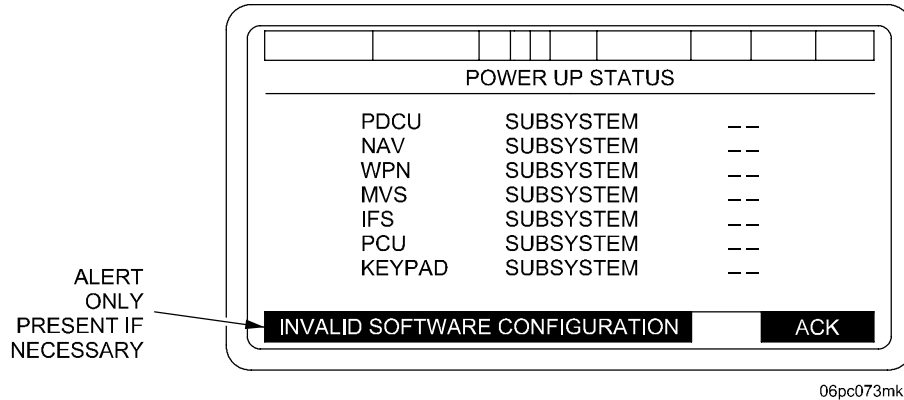 POWER UP STATUS
PDCU SUBSYSTEM _ _
NAV SUBSYSTEM _ _
WPN SUBSYSTEM _ _
MVS SUBSYSTEM _ _
IFS SUBSYSTEM _ _
PCU SUBSYSTEM _ _
KEYPAD SUBSYSTEM _ _
ALERT
ONLY
PRESENT IF
NECESSARY
INVALID SOFTWARE CONFIGURATION ACK
06pc073mk